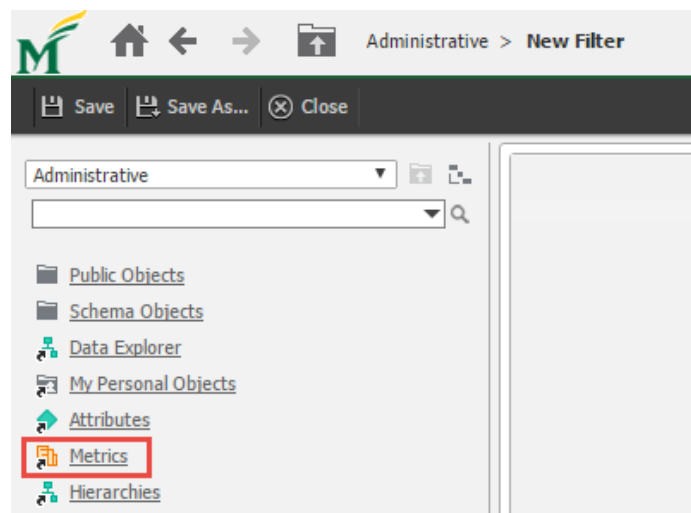 M
Administrative > New Filter
Save Save As... Close
Administrative
Public Objects
Schema Objects
Data Explorer
My Personal Objects
Attributes
Metrics
Hierarchies